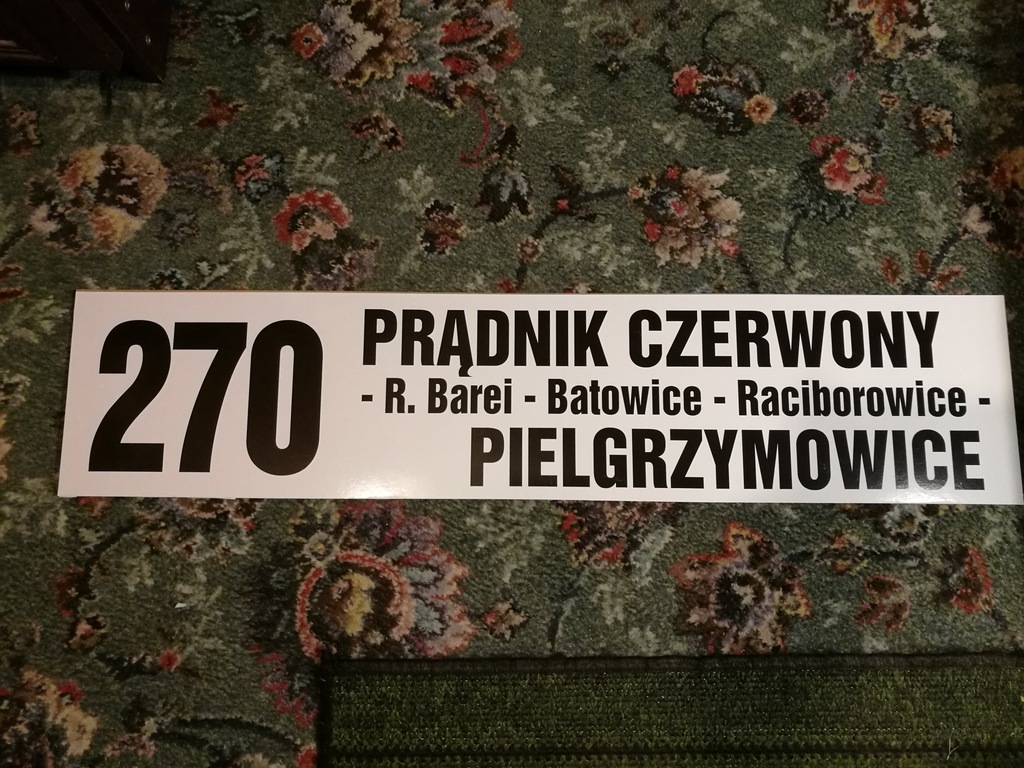 270
PRĄDNIK CZERWONY
- R. Barei - Batowice - Raciborowice -
PIELGRZYMOWICE